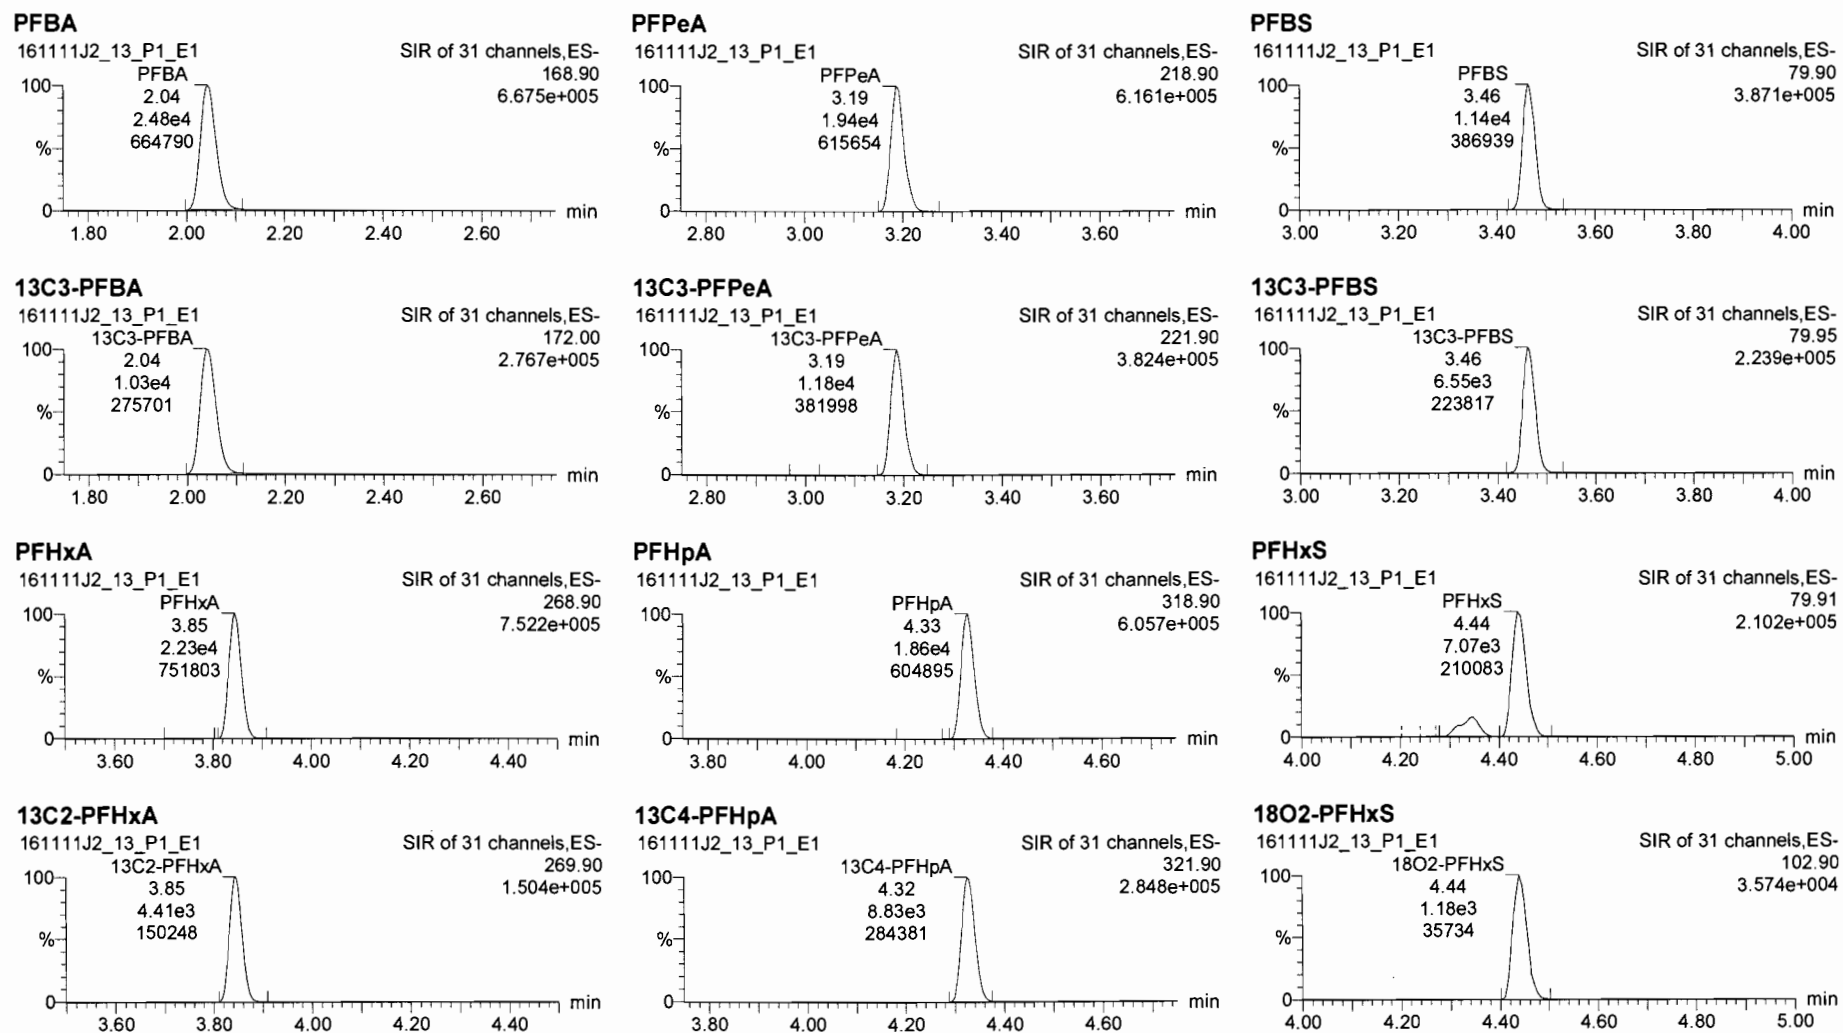 PFBA
161111J2_13_P1_E1
SIR of 31 channels,ES-
168.90
6.675e+005
PFBA
2.04
2.48e4
664790
100
%
0
min
1.80 2.00 2.20 2.40 2.60
PFPeA
161111J2_13_P1_E1
SIR of 31 channels,ES-
218.90
6.161e+005
PFPeA
3.19
1.94e4
615654
100
%
0
min
2.80 3.00 3.20 3.40 3.60
PFBS
161111J2_13_P1_E1
SIR of 31 channels,ES-
79.90
3.871e+005
PFBS
3.46
1.14e4
386939
100
%
0
min
3.00 3.20 3.40 3.60 3.80 4.00
13C3-PFBA
161111J2_13_P1_E1
SIR of 31 channels,ES-
172.00
2.767e+005
13C3-PFBA
2.04
1.03e4
275701
100
%
0
min
1.80 2.00 2.20 2.40 2.60
13C3-PFPeA
161111J2_13_P1_E1
SIR of 31 channels,ES-
221.90
3.824e+005
13C3-PFPeA
3.19
1.18e4
381998
100
%
0
min
2.80 3.00 3.20 3.40 3.60
13C3-PFBS
161111J2_13_P1_E1
SIR of 31 channels,ES-
79.95
2.239e+005
13C3-PFBS
3.46
6.55e3
223817
100
%
0
min
3.00 3.20 3.40 3.60 3.80 4.00
PFHxA
161111J2_13_P1_E1
SIR of 31 channels,ES-
268.90
7.522e+005
PFHxA
3.85
2.23e4
751803
100
%
0
min
3.60 3.80 4.00 4.20 4.40
PFHpA
161111J2_13_P1_E1
SIR of 31 channels,ES-
318.90
6.057e+005
PFHpA
4.33
1.86e4
604895
100
%
0
min
3.80 4.00 4.20 4.40 4.60
PFHxS
161111J2_13_P1_E1
SIR of 31 channels,ES-
79.91
2.102e+005
PFHxS
4.44
7.07e3
210083
100
%
0
min
4.00 4.20 4.40 4.60 4.80 5.00
13C2-PFHxA
161111J2_13_P1_E1
SIR of 31 channels,ES-
269.90
1.504e+005
13C2-PFHxA
3.85
4.41e3
150248
100
%
0
min
3.60 3.80 4.00 4.20 4.40
13C4-PFHpA
161111J2_13_P1_E1
SIR of 31 channels,ES-
321.90
2.848e+005
13C4-PFHpA
4.32
8.83e3
284381
100
%
0
min
3.80 4.00 4.20 4.40 4.60
18O2-PFHxS
161111J2_13_P1_E1
SIR of 31 channels,ES-
102.90
3.574e+004
18O2-PFHxS
4.44
1.18e3
35734
100
%
0
min
4.00 4.20 4.40 4.60 4.80 5.00